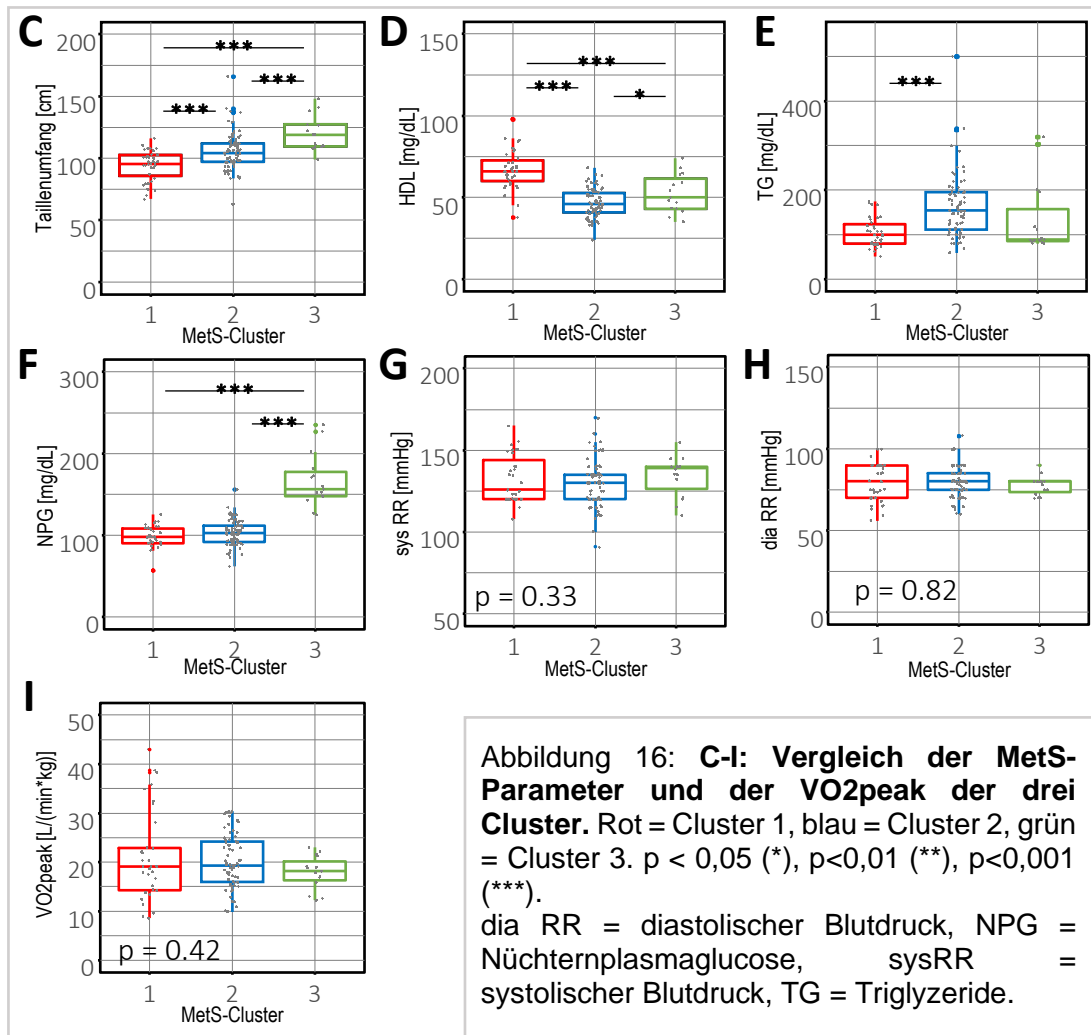 C
200
150
100
50
0
Taillenumfang [cm]
***
***
***
1 2 3
MetS-Cluster
D
150
100
50
0
HDL [mg/dL]
***
***
*
1 2 3
MetS-Cluster
E
400
200
0
TG [mg/dL]
***
1 2 3
MetS-Cluster
F
300
200
100
0
NPG [mg/dL]
***
***
1 2 3
MetS-Cluster
G
200
150
100
50
sys RR [mmHg]
p = 0.33
1 2 3
MetS-Cluster
H
150
100
50
0
dia RR [mmHg]
p = 0.82
1 2 3
MetS-Cluster
I
50
40
30
20
10
0
VO2peak [L/(min*kg)]
p = 0.42
1 2 3
MetS-Cluster
Abbildung 16: C-I: Vergleich der MetS-
Parameter und der VO2peak der drei
Cluster. Rot = Cluster 1, blau = Cluster 2, grün
= Cluster 3. p < 0,05 (*), p<0,01 (**), p<0,001
(***).
dia RR = diastolischer Blutdruck, NPG =
Nüchternplasmaglucose, sysRR =
systolischer Blutdruck, TG = Triglyzeride.